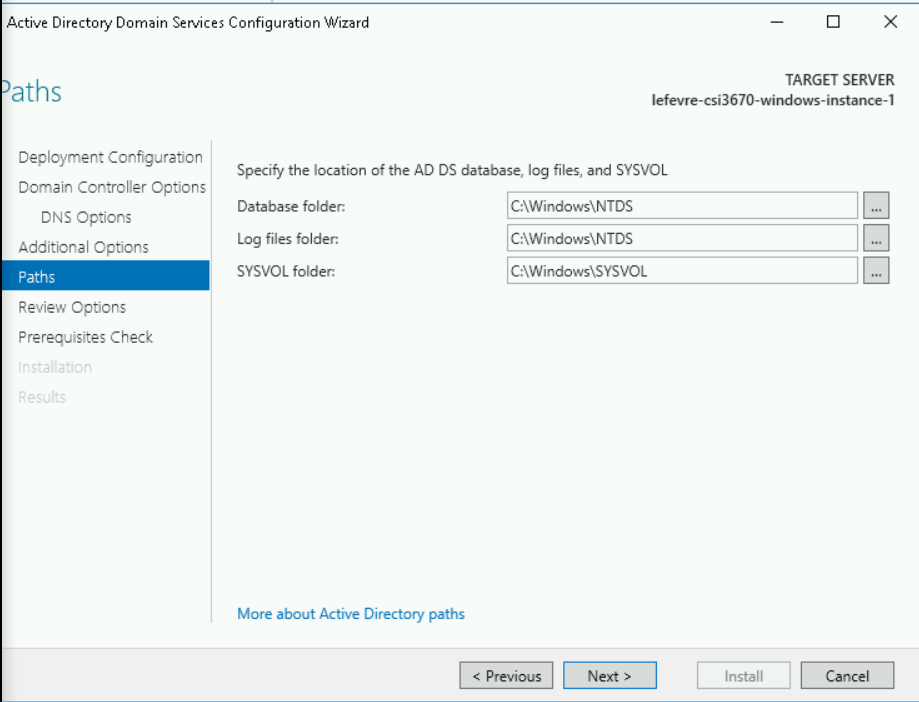 Active Directory Domain Services Configuration Wizard
Paths
TARGET SERVER
lefevre-csi3670-windows-instance-1
Deployment Configuration
Domain Controller Options
DNS Options
Additional Options
Paths
Review Options
Prerequisites Check
Installation
Results
Specify the location of the AD DS database, log files, and SYSVOL
Database folder: C:\Windows\NTDS ...
Log files folder: C:\Windows\NTDS ...
SYSVOL folder: C:\Windows\SYSVOL ...
More about Active Directory paths
< Previous Next > Install Cancel